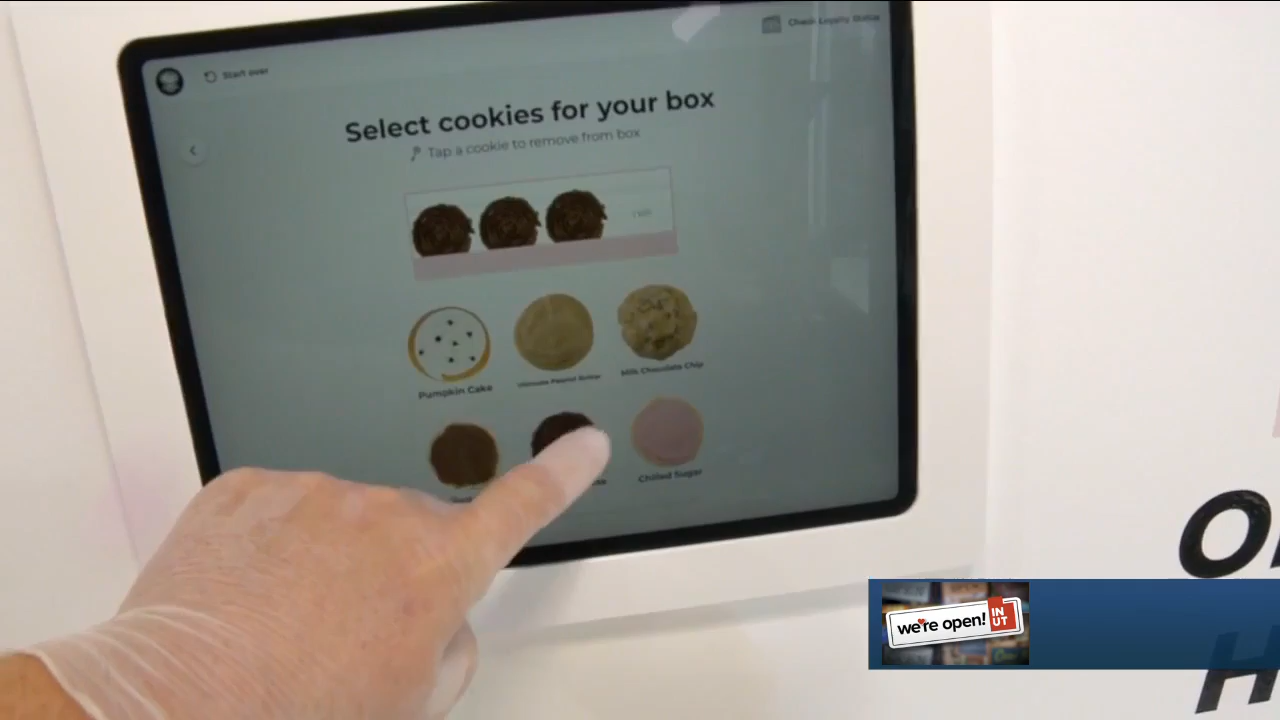 Check Loyalty Status
Start over
Select cookies for your box
Tap a cookie to remove from box
Pumpkin Cake
Ultimate Peanut Butter
Milk Chocolate Chip
Chilled Sugar
we're open!
IN
UT